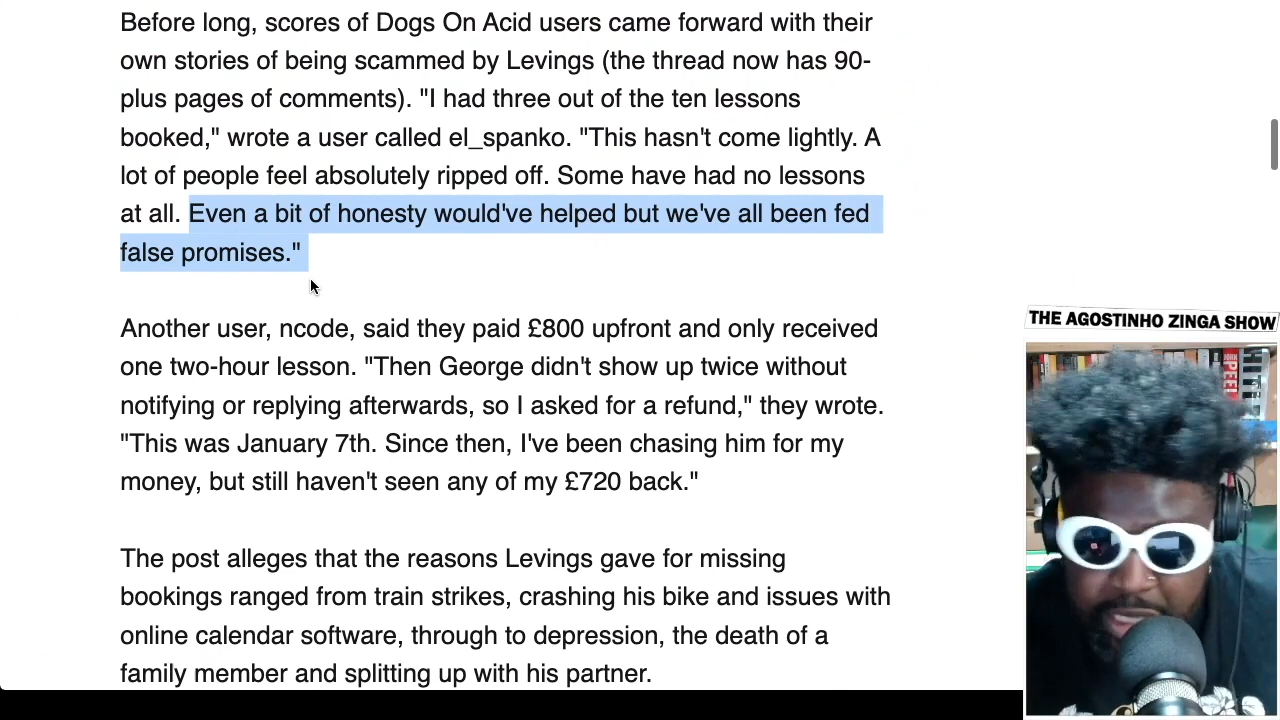 Before long, scores of Dogs On Acid users came forward with their
own stories of being scammed by Levings (the thread now has 90-
plus pages of comments). "I had three out of the ten lessons
booked," wrote a user called el_spanko. "This hasn't come lightly. A
lot of people feel absolutely ripped off. Some have had no lessons
at all. Even a bit of honesty would've helped but we've all been fed
false promises."
Another user, ncode, said they paid £800 upfront and only received
one two-hour lesson. "Then George didn't show up twice without
notifying or replying afterwards, so I asked for a refund," they wrote.
"This was January 7th. Since then, I've been chasing him for my
money, but still haven't seen any of my £720 back."
The post alleges that the reasons Levings gave for missing
bookings ranged from train strikes, crashing his bike and issues with
online calendar software, through to depression, the death of a
family member and splitting up with his partner.
THE AGOSTINHO ZINGA SHOW